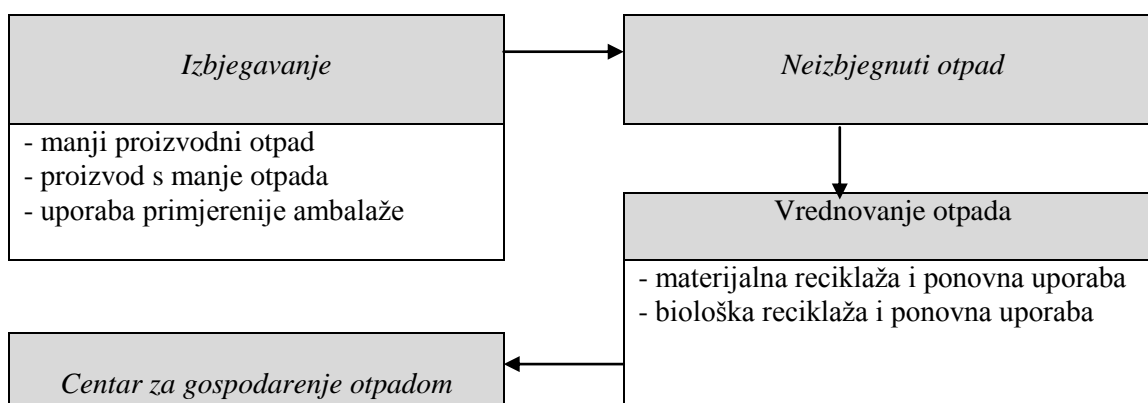 Izbjegavanje
- manji proizvodni otpad
- proizvod s manje otpada
- uporaba primjerenije ambalaže
Neizbjegnuti otpad
Vrednovanje otpada
- materijalna reciklaža i ponovna uporaba
- biološka reciklaža i ponovna uporaba
Centar za gospodarenje otpadom